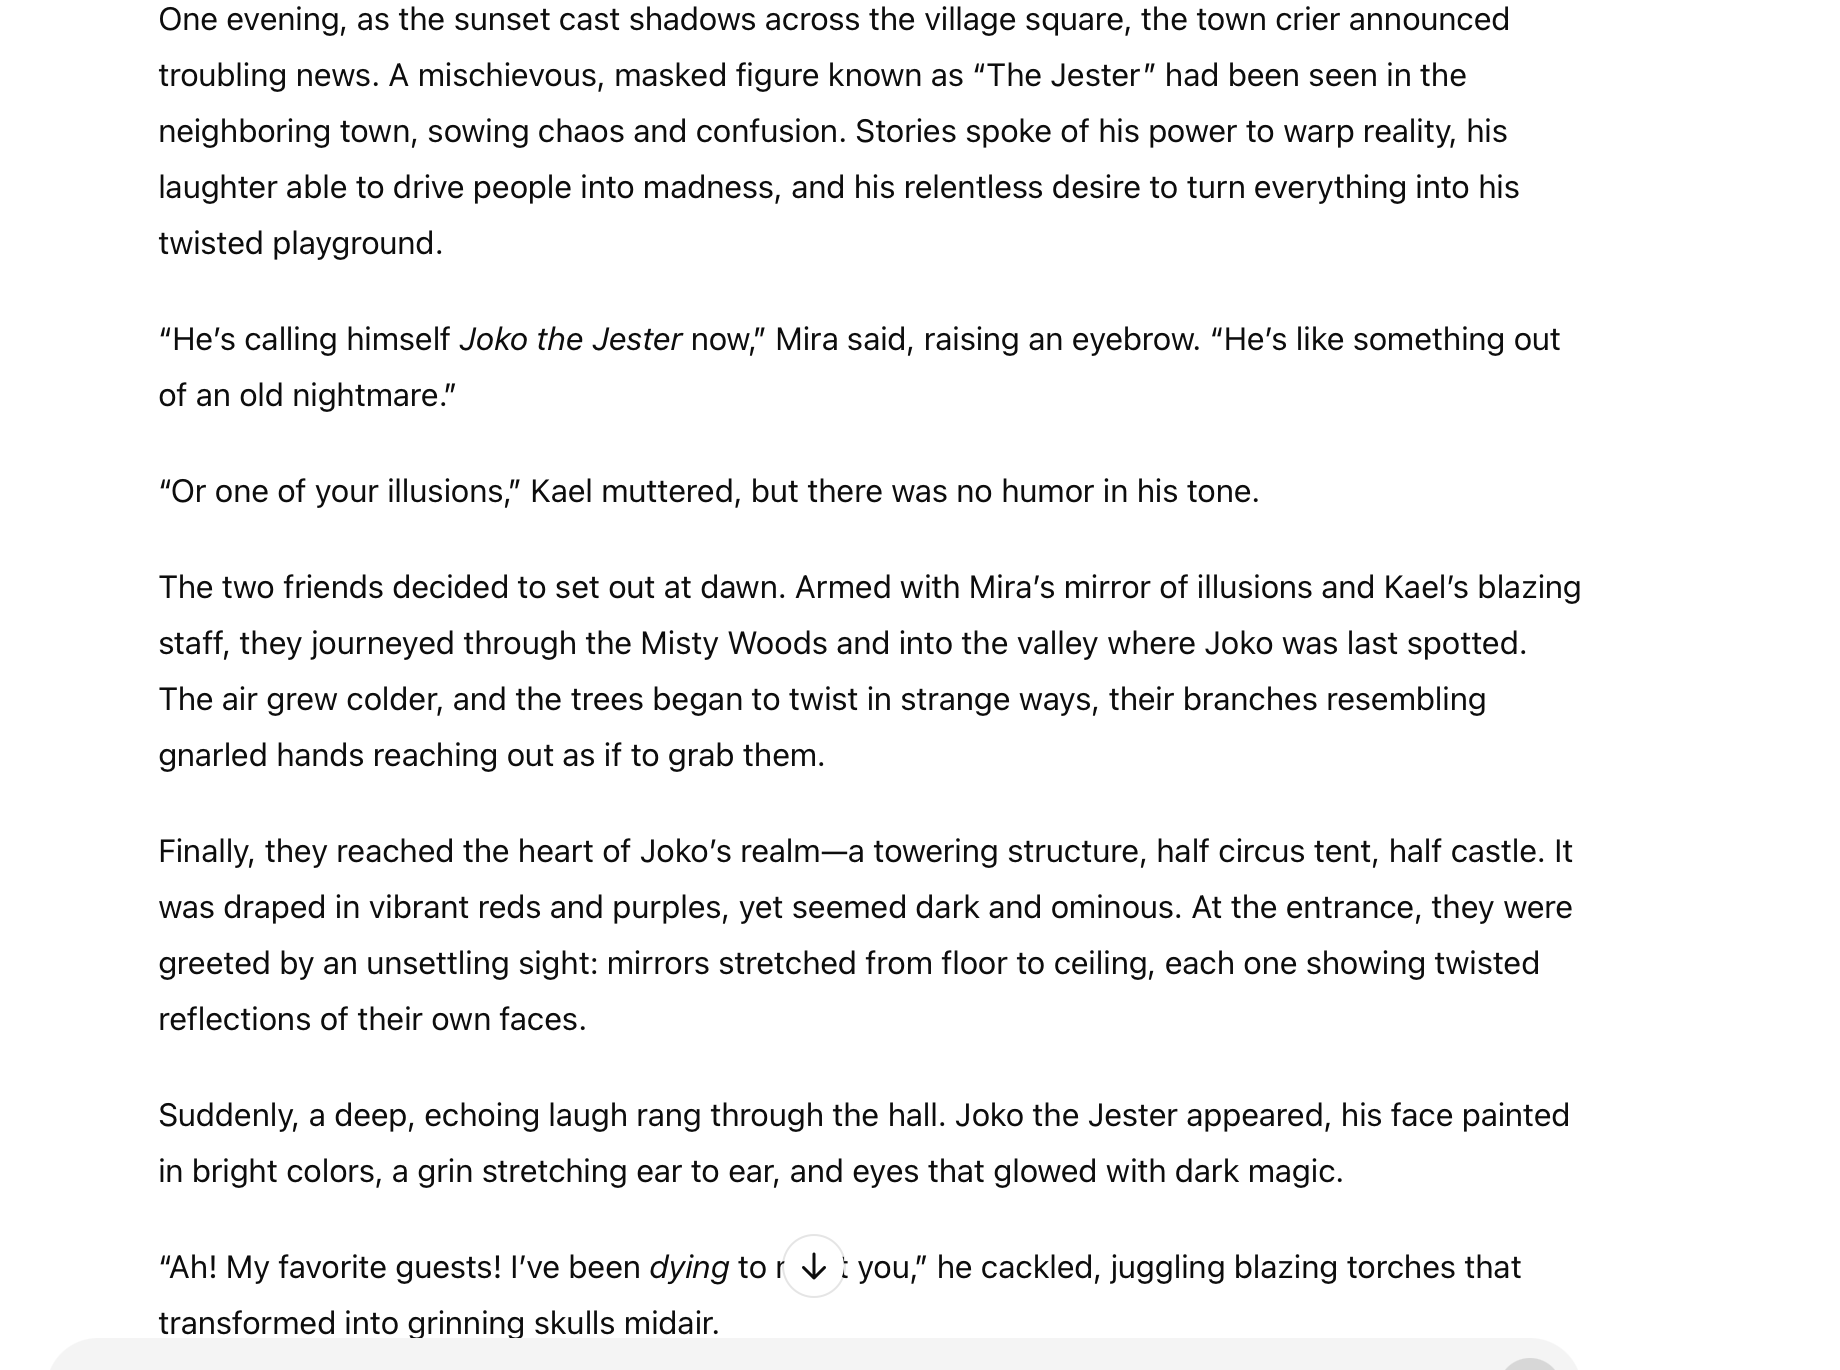 One evening, as the sunset cast shadows across the village square, the town crier announced
troubling news. A mischievous, masked figure known as “The Jester” had been seen in the
neighboring town, sowing chaos and confusion. Stories spoke of his power to warp reality, his
laughter able to drive people into madness, and his relentless desire to turn everything into his
twisted playground.
“He’s calling himself Joko the Jester now,” Mira said, raising an eyebrow. “He’s like something out
of an old nightmare.”
“Or one of your illusions,” Kael muttered, but there was no humor in his tone.
The two friends decided to set out at dawn. Armed with Mira’s mirror of illusions and Kael’s blazing
staff, they journeyed through the Misty Woods and into the valley where Joko was last spotted.
The air grew colder, and the trees began to twist in strange ways, their branches resembling
gnarled hands reaching out as if to grab them.
Finally, they reached the heart of Joko’s realm—a towering structure, half circus tent, half castle. It
was draped in vibrant reds and purples, yet seemed dark and ominous. At the entrance, they were
greeted by an unsettling sight: mirrors stretched from floor to ceiling, each one showing twisted
reflections of their own faces.
Suddenly, a deep, echoing laugh rang through the hall. Joko the Jester appeared, his face painted
in bright colors, a grin stretching ear to ear, and eyes that glowed with dark magic.
“Ah! My favorite guests! I’ve been dying to you,” he cackled, juggling blazing torches that
transformed into grinning skulls midair.